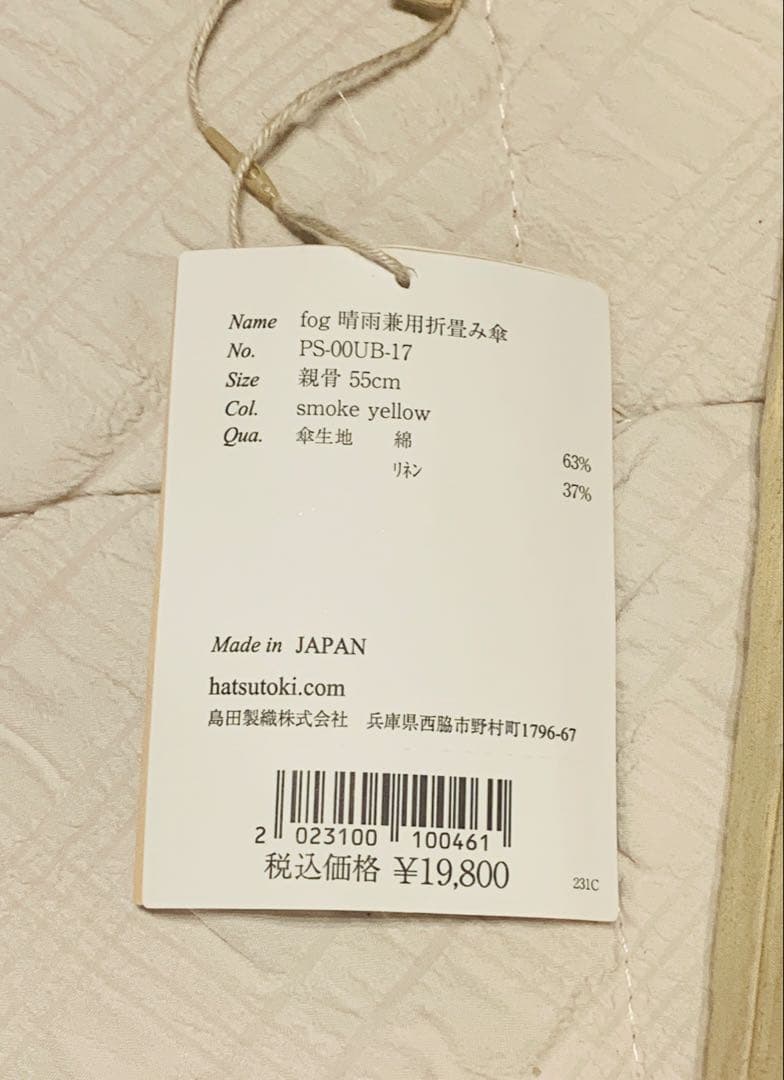 Name fog 晴雨兼用折畳み傘
No. PS-00UB-17
Size 親骨 55cm
Col. smoke yellow
Qua. 傘生地 綿 63%
ﾘﾈﾝ 37%
Made in JAPAN
hatsutoki.com
島田製織株式会社 兵庫県西脇市野村町1796-67
2 023100 100461
税込価格 ¥19,800
231C